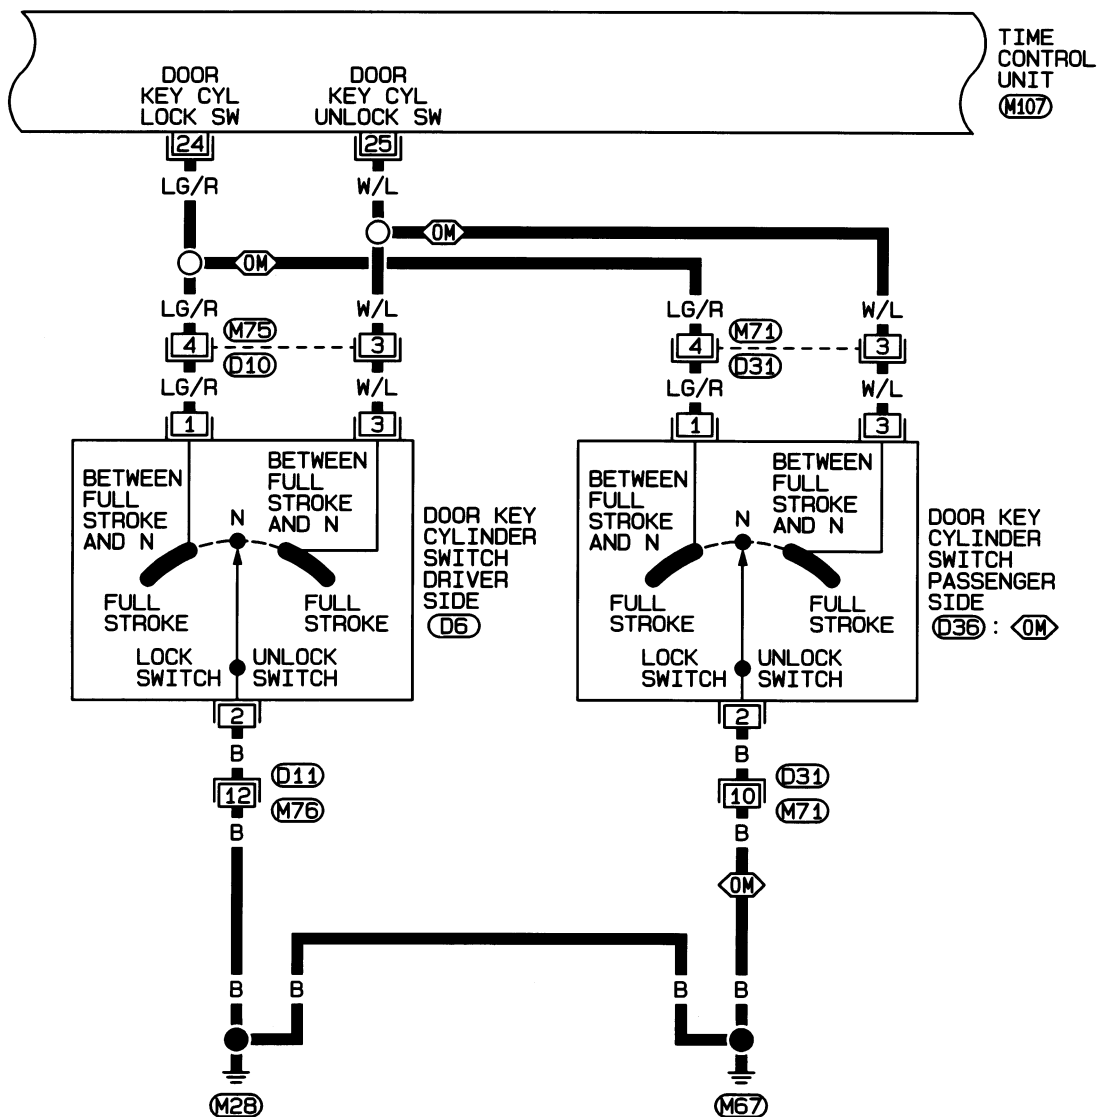 TIME
CONTROL
UNIT
M107
DOOR
KEY CYL
LOCK SW
DOOR
KEY CYL
UNLOCK SW
24
25
LG/R
W/L
OM
OM
LG/R
W/L
LG/R
W/L
4
M75
3
4
M71
3
D10
D31
LG/R
W/L
LG/R
W/L
1
3
1
3
BETWEEN
FULL
STROKE
AND N
BETWEEN
FULL
STROKE
AND N
N
FULL
STROKE
FULL
STROKE
LOCK
SWITCH
UNLOCK
SWITCH
DOOR KEY
CYLINDER
SWITCH
DRIVER
SIDE
D6
BETWEEN
FULL
STROKE
AND N
BETWEEN
FULL
STROKE
AND N
N
FULL
STROKE
FULL
STROKE
LOCK
SWITCH
UNLOCK
SWITCH
DOOR KEY
CYLINDER
SWITCH
PASSENGER
SIDE
D36 : OM
2
2
B
B
D11
D31
12
10
M76
M71
B
B
OM
B
B
B
B
M28
M67